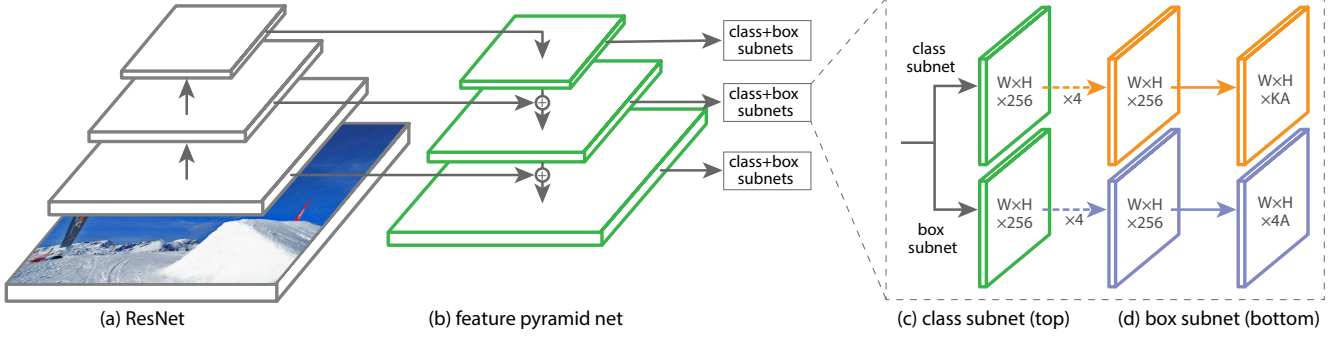 class+box
subnets
class+box
subnets
class+box
subnets
class
subnet
W×H
×256
×4
W×H
×256
W×H
×KA
box
subnet
W×H
×256
×4
W×H
×256
W×H
×4A
(a) ResNet
(b) feature pyramid net
(c) class subnet (top)
(d) box subnet (bottom)